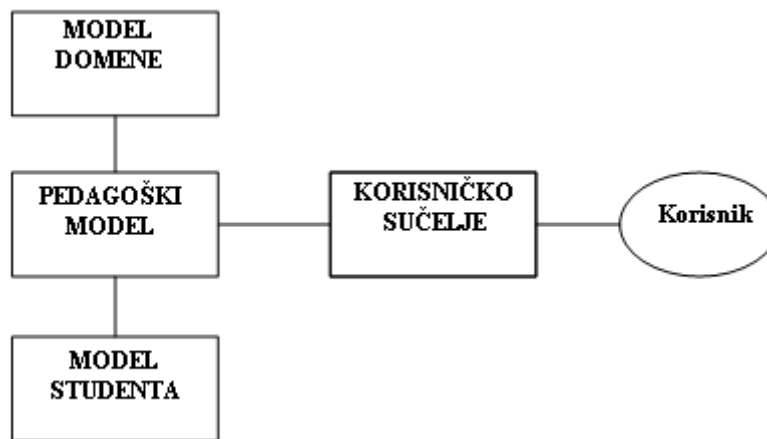 MODEL
DOMENE
PEDAGOŠKI
MODEL
KORISNIČKO
SUČELJE
Korisnik
MODEL
STUDENTA